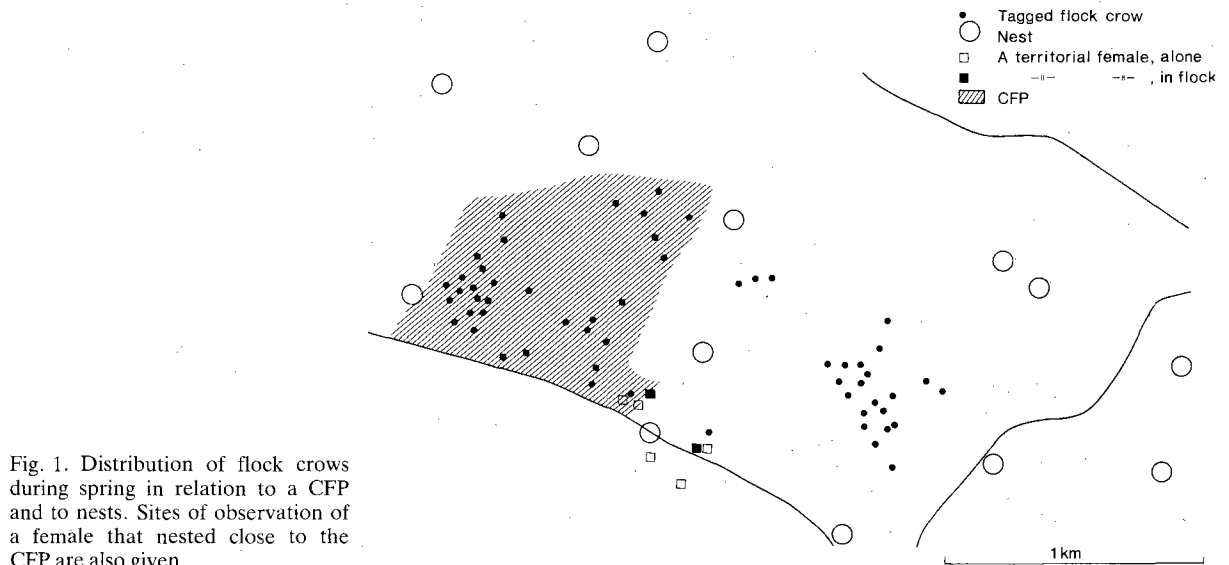 Tagged flock crow
Nest
A territorial female, alone
—"— —"— , in flock
CFP
Fig. 1. Distribution of flock crows
during spring in relation to a CFP
and to nests. Sites of observation of
a female that nested close to the
CFP are also given
1 km